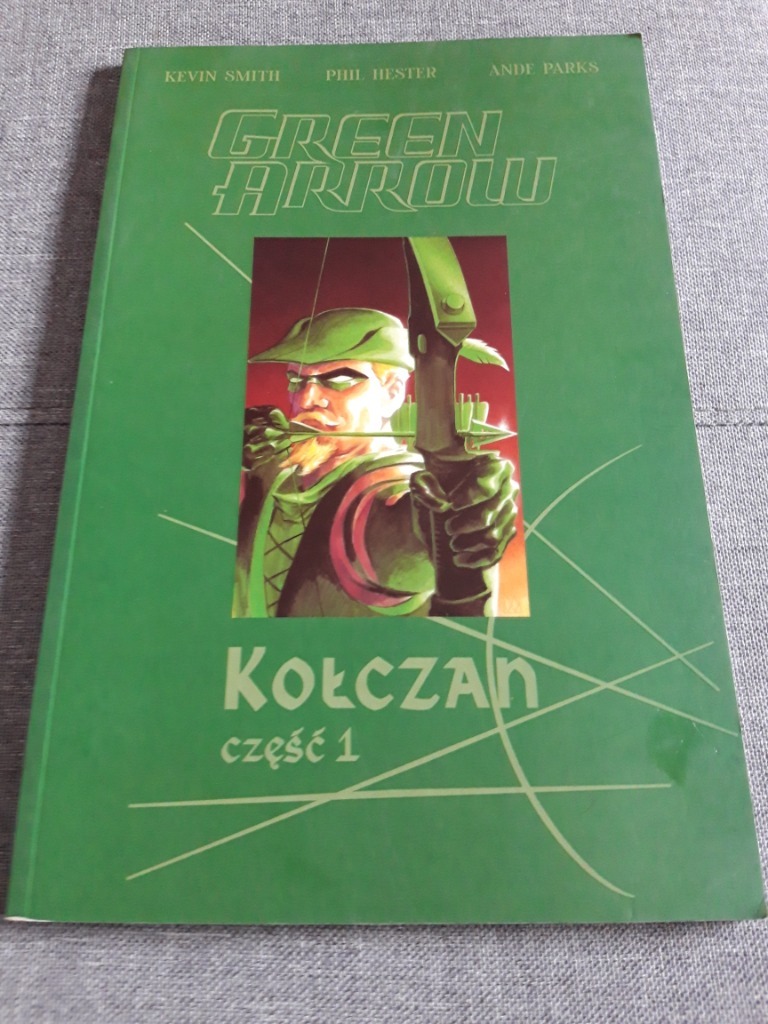 KEVIN SMITH PHIL HESTER ANDE PARKS
GREEN
ARROW
KOŁCZAN
część 1